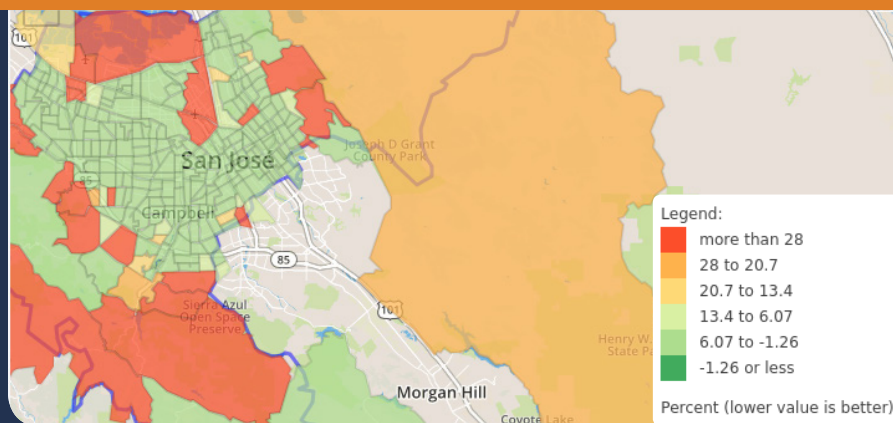 101
Joseph D Grant
County Park
San José
85
Campbell
Legend:
more than 28
85
28 to 20.7
20.7 to 13.4
Sierra Azul
Open Space
Preserve
101
13.4 to 6.07
Henry W.
State Pa
6.07 to -1.26
-1.26 or less
Morgan Hill
Percent (lower value is better)
Coyote Lake